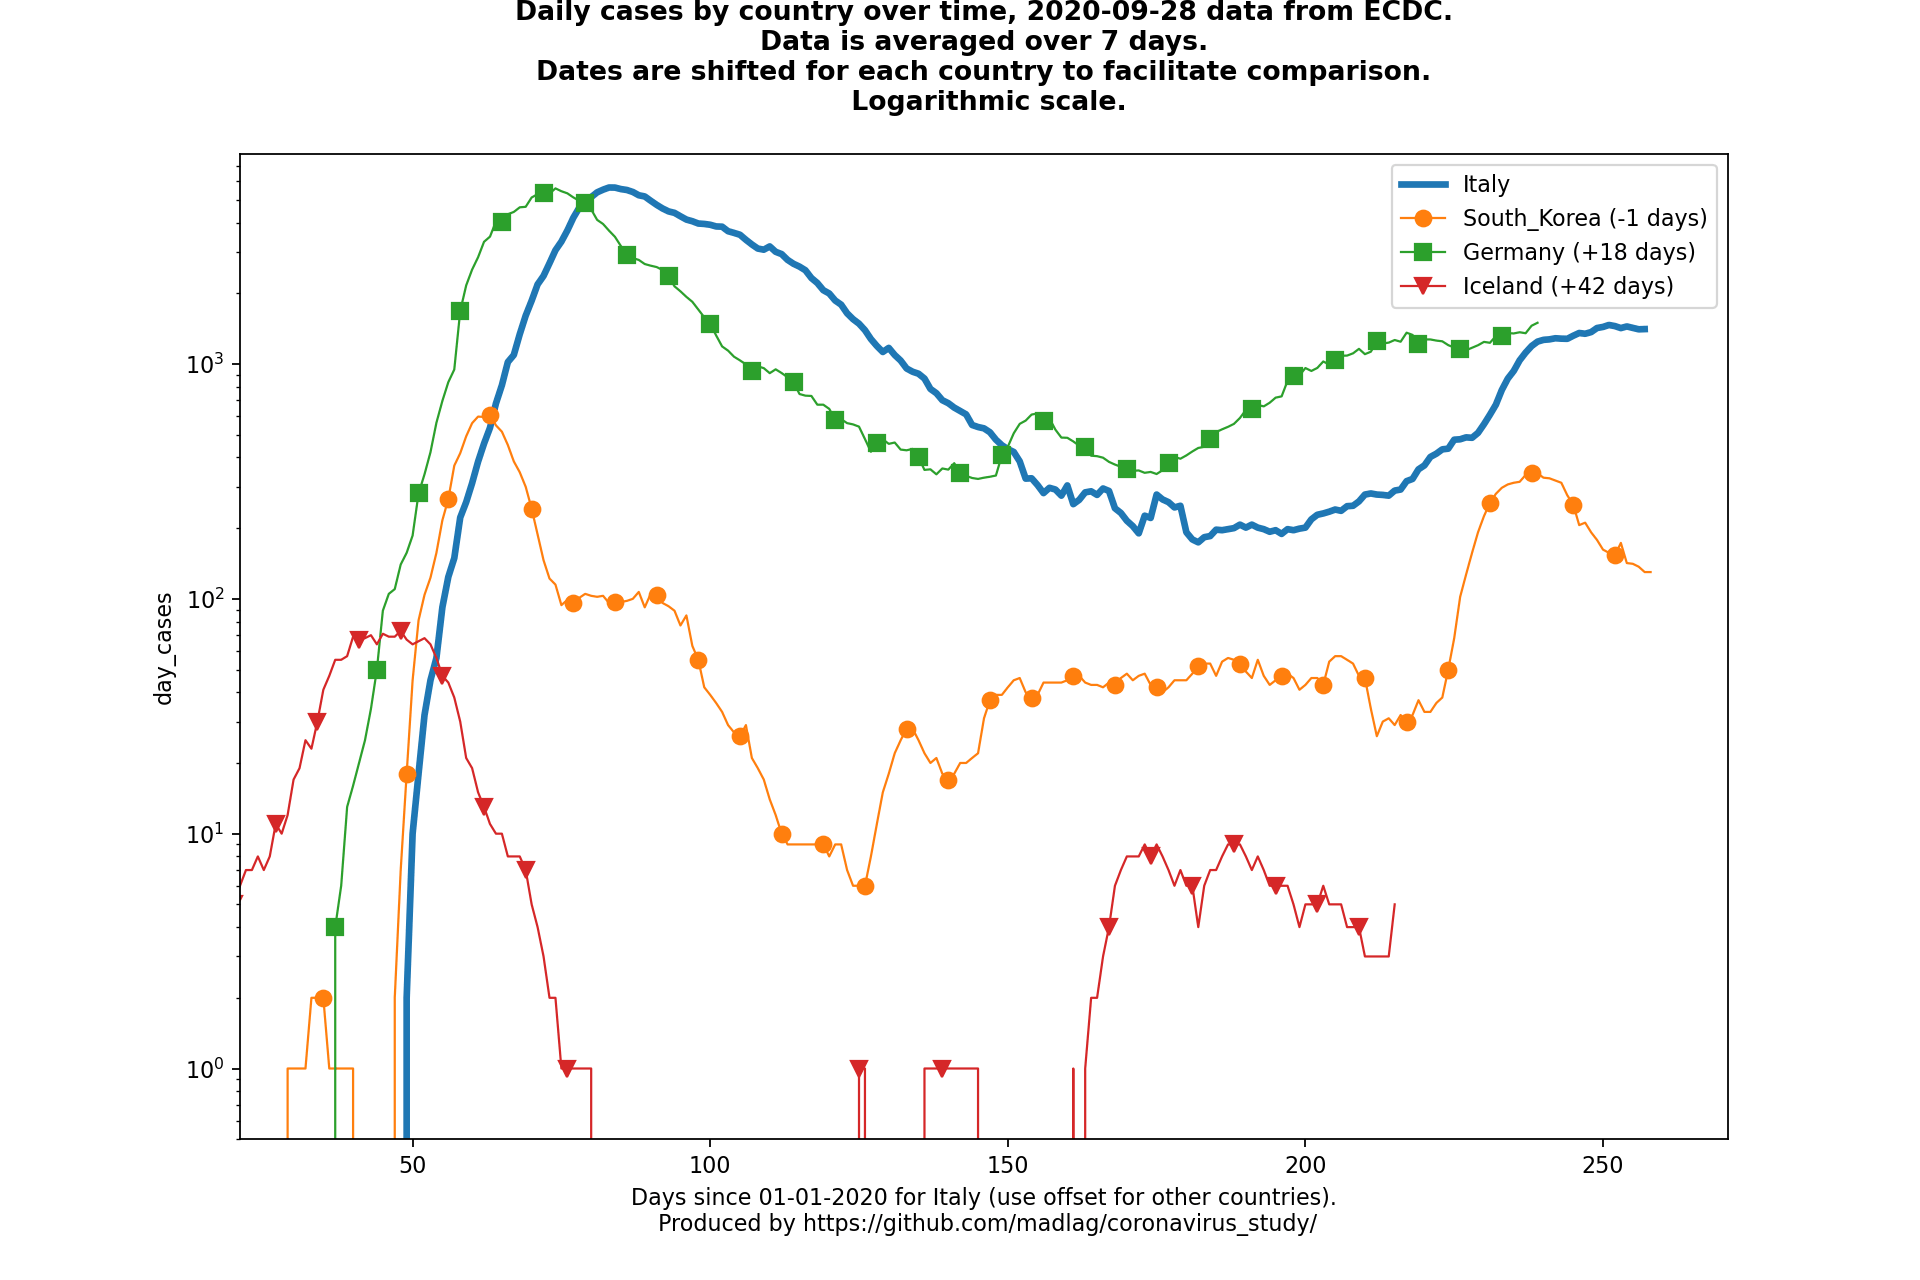 Daily cases by country over time, 2020-09-28 data from ECDC.
Data is averaged over 7 days.
Dates are shifted for each country to facilitate comparison.
Logarithmic scale.
Italy
South_Korea (-1 days)
Germany (+18 days)
Iceland (+42 days)
day_cases
10³
10²
10¹
10⁰
50 100 150 200 250
Days since 01-01-2020 for Italy (use offset for other countries).
Produced by https://github.com/madlag/coronavirus_study/